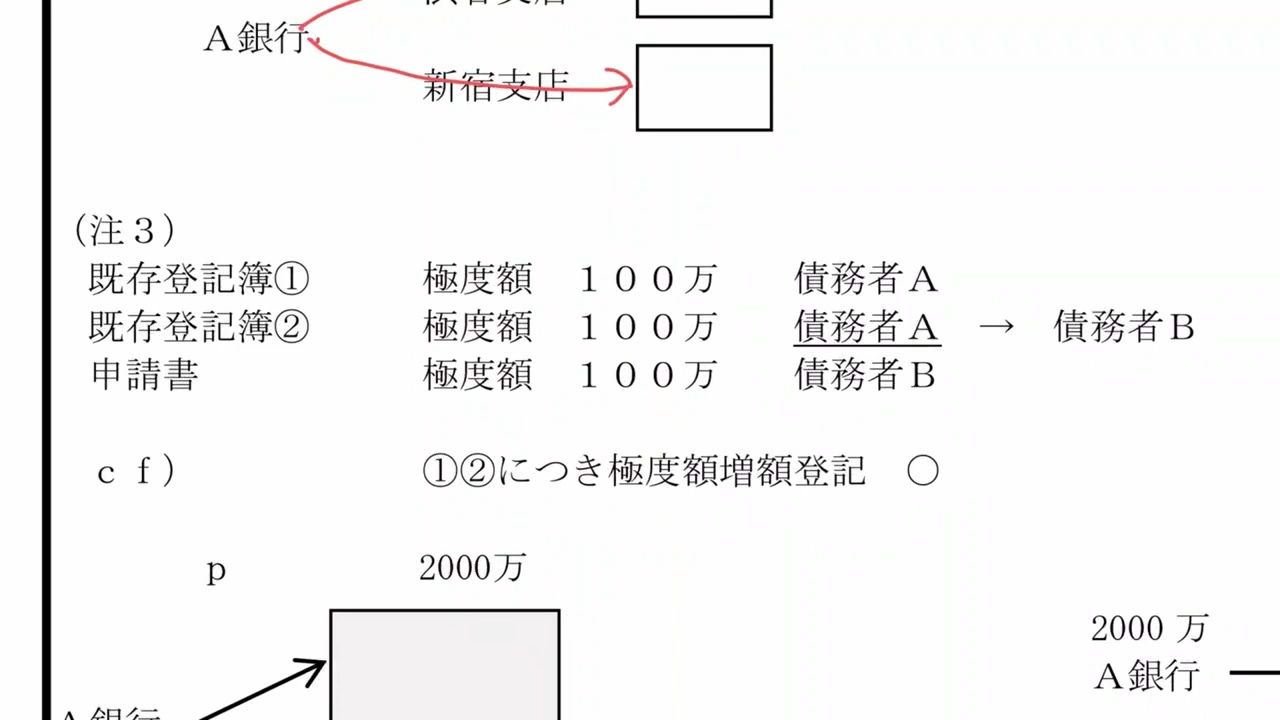 Ａ銀行
新宿支店
（注３）
既存登記簿①　極度額　１００万　債務者Ａ
既存登記簿②　極度額　１００万　債務者Ａ　→　債務者Ｂ
申請書　極度額　１００万　債務者Ｂ
ｃｆ）　①②につき極度額増額登記　○
p　2000万
2000 万
Ａ銀行
Ａ銀行